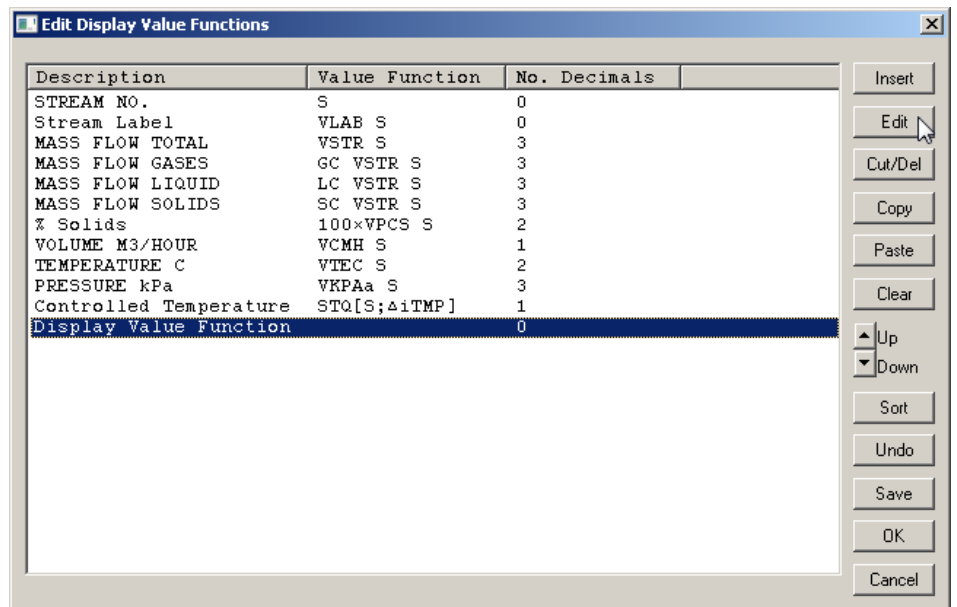 Edit Display Value Functions
Description Value Function No. Decimals
STREAM NO. S 0
Stream Label VLAB S 0
MASS FLOW TOTAL VSTR S 3
MASS FLOW GASES GC VSTR S 3
MASS FLOW LIQUID LC VSTR S 3
MASS FLOW SOLIDS SC VSTR S 3
% Solids 100×VPCS S 2
VOLUME M3/HOUR VCMH S 1
TEMPERATURE C VTEC S 2
PRESSURE kPa VKPAa S 3
Controlled Temperature STQ[S;∆iTMP] 1
Display Value Function 0
Insert
Edit
Cut/Del
Copy
Paste
Clear
Up
Down
Sort
Undo
Save
OK
Cancel